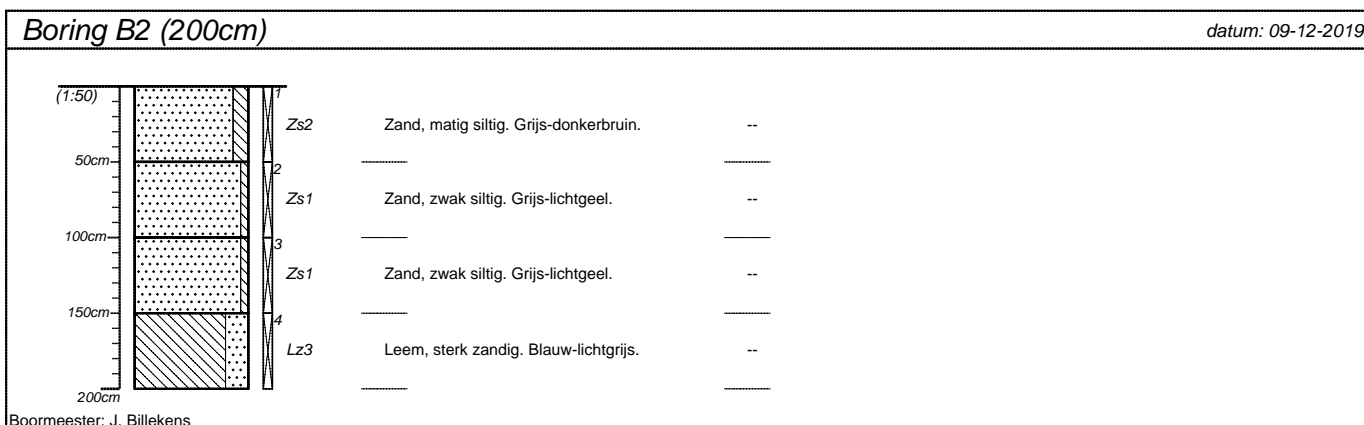 Boring B2 (200cm) datum: 09-12-2019
(1:50) 1
Zs2 Zand, matig siltig. Grijs-donkerbruin. --
50cm 2
Zs1 Zand, zwak siltig. Grijs-lichtgeel. --
100cm 3
Zs1 Zand, zwak siltig. Grijs-lichtgeel. --
150cm 4
Lz3 Leem, sterk zandig. Blauw-lichtgrijs. --
200cm
Boormeester: J. Billekens